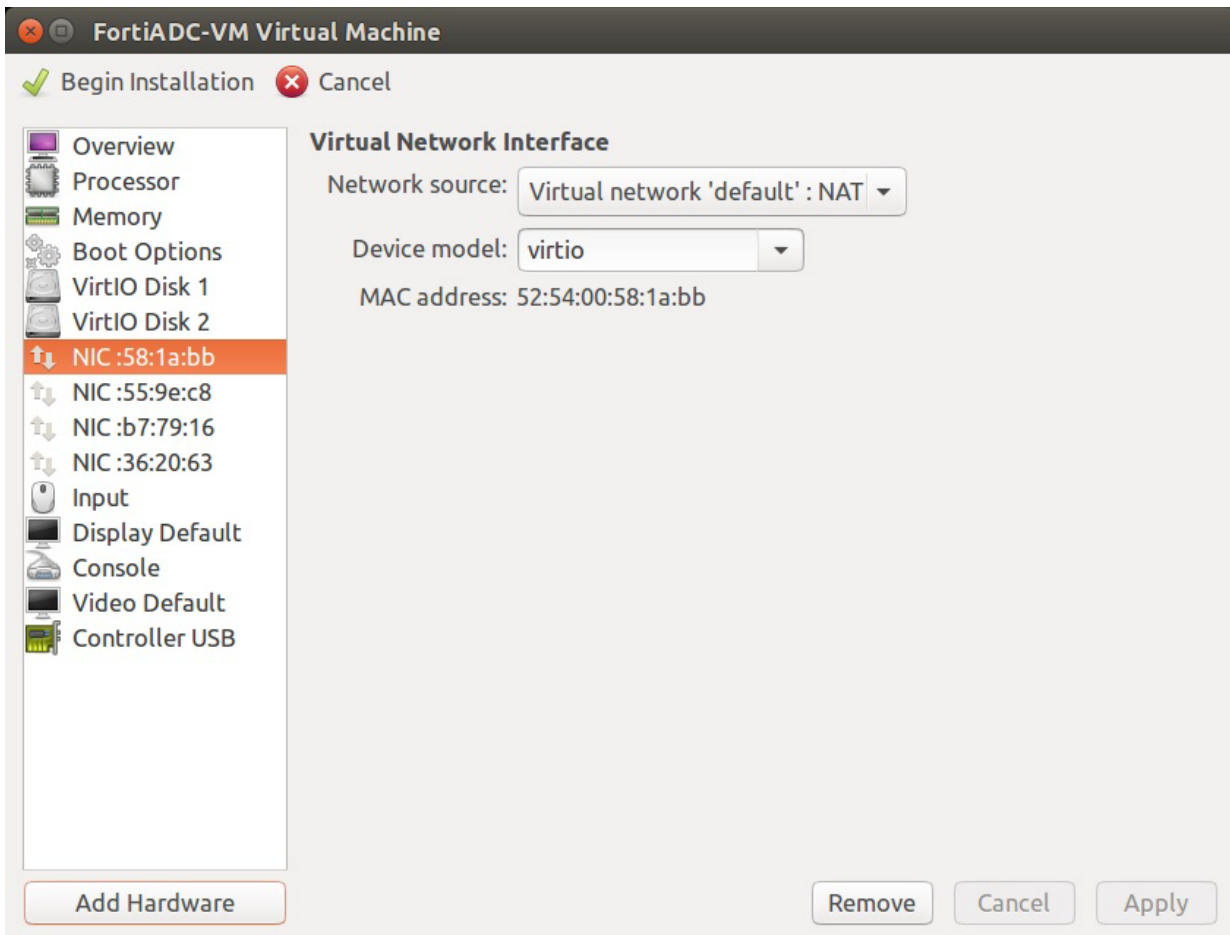 FortiADC-VM Virtual Machine
Begin Installation Cancel
Overview
Processor
Memory
Boot Options
VirtIO Disk 1
VirtIO Disk 2
NIC :58:1a:bb
NIC :55:9e:c8
NIC :b7:79:16
NIC :36:20:63
Input
Display Default
Console
Video Default
Controller USB
Add Hardware
Virtual Network Interface
Network source: Virtual network 'default' : NAT
Device model: virtio
MAC address: 52:54:00:58:1a:bb
Remove Cancel Apply